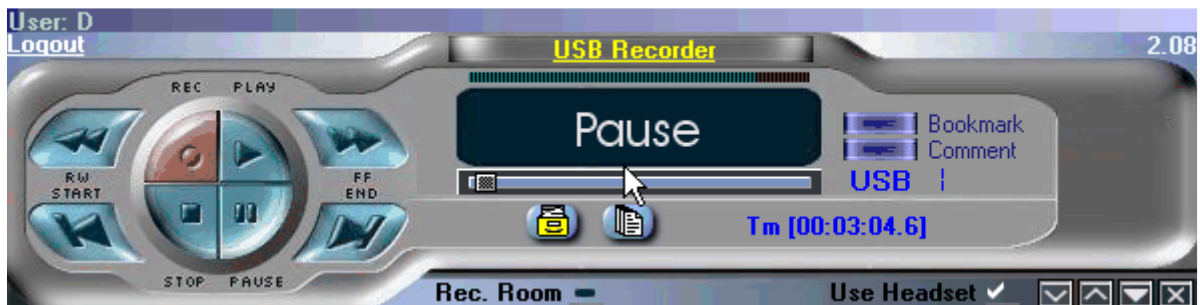 User: D
Logout
USB Recorder
2.08
REC PLAY
Pause
Bookmark
Comment
RW
START
FF
END
USB
Tm [00:03:04.6]
STOP PAUSE
Rec. Room
Use Headset